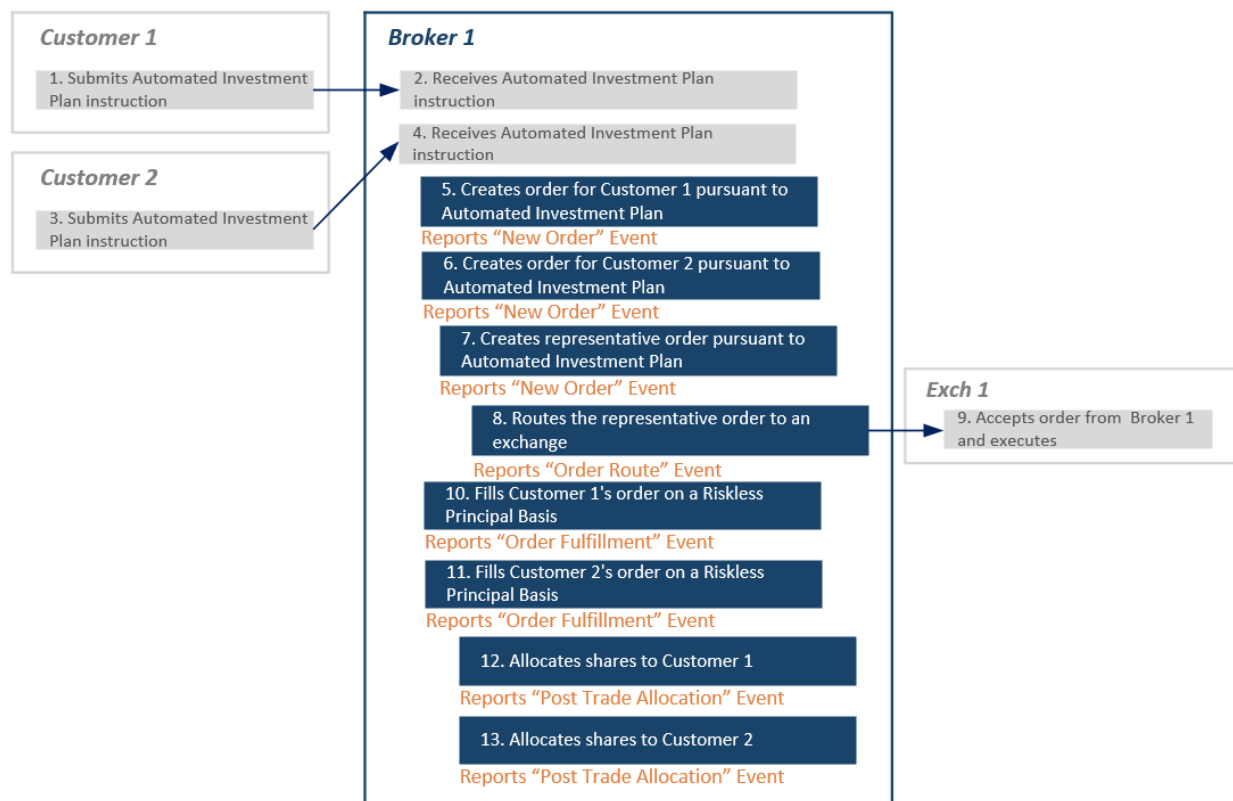 Customer 1
1. Submits Automated Investment
Plan instruction
Customer 2
3. Submits Automated Investment
Plan instruction
Broker 1
2. Receives Automated Investment Plan
instruction
4. Receives Automated Investment Plan
instruction
5. Creates order for Customer 1 pursuant to
Automated Investment Plan
Reports “New Order” Event
6. Creates order for Customer 2 pursuant to
Automated Investment Plan
Reports “New Order” Event
7. Creates representative order pursuant to
Automated Investment Plan
Reports “New Order” Event
8. Routes the representative order to an
exchange
Reports “Order Route” Event
Exch 1
9. Accepts order from Broker 1
and executes
10. Fills Customer 1's order on a Riskless
Principal Basis
Reports “Order Fulfillment” Event
11. Fills Customer 2's order on a Riskless
Principal Basis
Reports “Order Fulfillment” Event
12. Allocates shares to Customer 1
Reports “Post Trade Allocation” Event
13. Allocates shares to Customer 2
Reports “Post Trade Allocation” Event